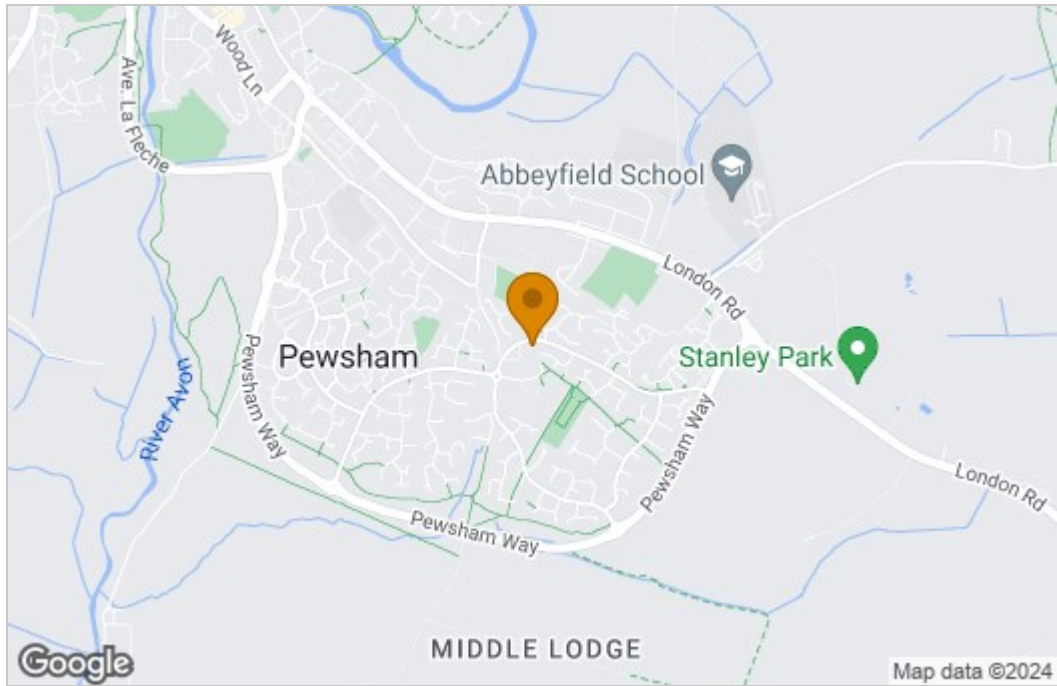 Wood Ln
Ave. La Fleche
Abbeyfield School
London Rd
Pewsham
Stanley Park
River Avon
Pewsham Way
Pewsham Way
London Rd
Pewsham Way
MIDDLE LODGE
Google
Map data ©2024